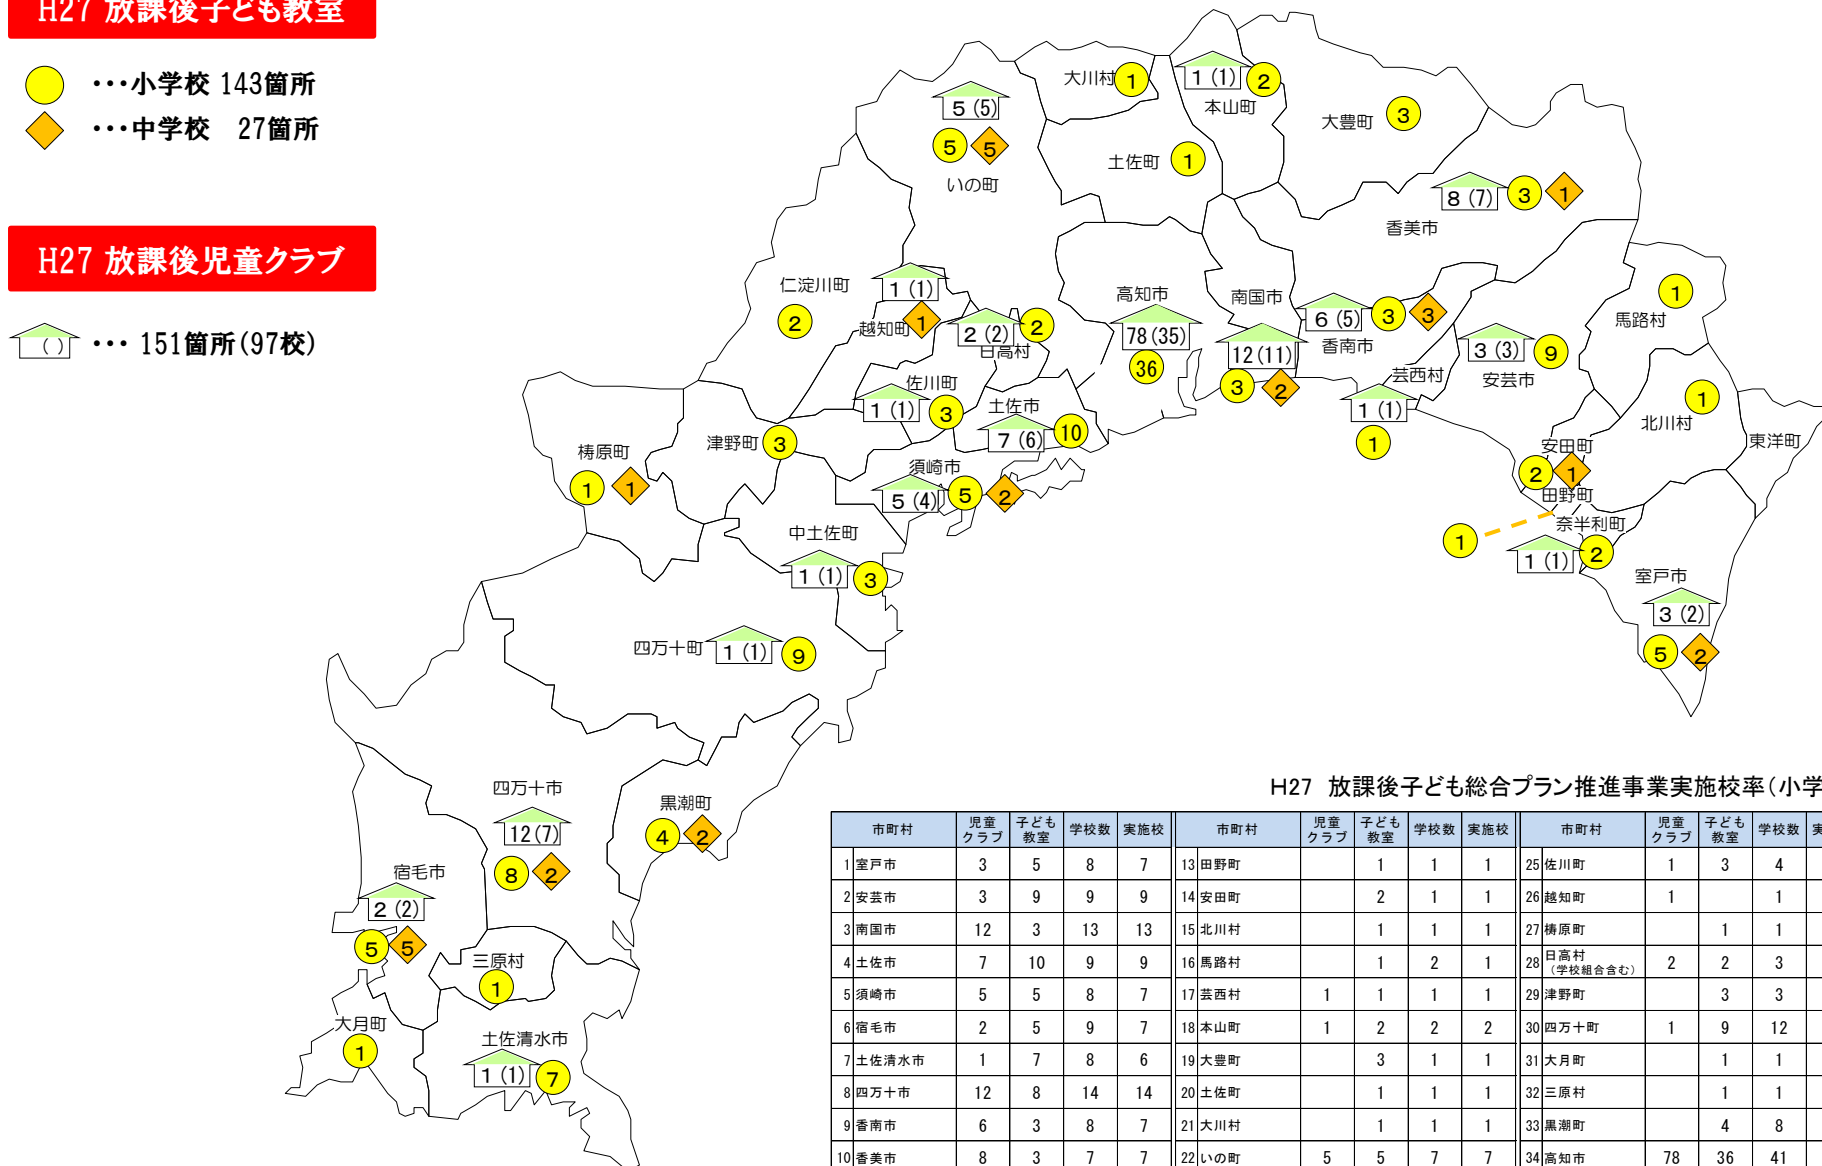 H27 放課後子ども教室
・・・小学校 143箇所
・・・中学校 27箇所
H27 放課後児童クラブ
( ) ・・・ 151箇所(97校)
大川村 1
1 (1) 2
本山町
大豊町 3
5 (5)
5 5
いの町
土佐町 1
8 (7) 3 1
香美市
仁淀川町
2
1 (1)
越知町 1
2 (2) 2
日高村
高知市
78 (35)
36
南国市
12 (11)
3 2
6 (5) 3 3
香南市
芸西村
1 (1)
1
3 (3) 9
安芸市
1
馬路村
1
北川村
東洋町
佐川町
1 (1) 3
土佐市
7 (6) 10
津野町 3
梼原町
1 1
須崎市
5 (4) 5 2
安田町
2 1
田野町
1
奈半利町
1 (1) 2
中土佐町
1 (1) 3
室戸市
3 (2)
5 2
四万十町 1 (1) 9
四万十市
12 (7)
8 2
黒潮町
4 2
宿毛市
2 (2)
5 5
三原村
1
大月町
1
土佐清水市
1 (1) 7
H27 放課後子ども総合プラン推進事業実施校率(小学
市町村 児童クラブ 子ども教室 学校数 実施校 市町村 児童クラブ 子ども教室 学校数 実施校 市町村 児童クラブ 子ども教室 学校数
1 室戸市 3 5 8 7 13 田野町 1 1 1 25 佐川町 1 3 4
2 安芸市 3 9 9 9 14 安田町 2 1 1 26 越知町 1 1
3 南国市 12 3 13 13 15 北川村 1 1 1 27 梼原町 1 1
4 土佐市 7 10 9 9 16 馬路村 1 2 1 28 日高村(学校組合含む) 2 2 3
5 須崎市 5 5 8 7 17 芸西村 1 1 1 1 29 津野町 3 3
6 宿毛市 2 5 9 7 18 本山町 1 2 2 2 30 四万十町 1 9 12
7 土佐清水市 1 7 8 6 19 大豊町 3 1 1 31 大月町 1 1
8 四万十市 12 8 14 14 20 土佐町 1 1 1 32 三原村 1 1
9 香南市 6 3 8 7 21 大川村 1 1 1 33 黒潮町 4 8
10 香美市 8 3 7 7 22 いの町 5 5 7 7 34 高知市 78 36 41